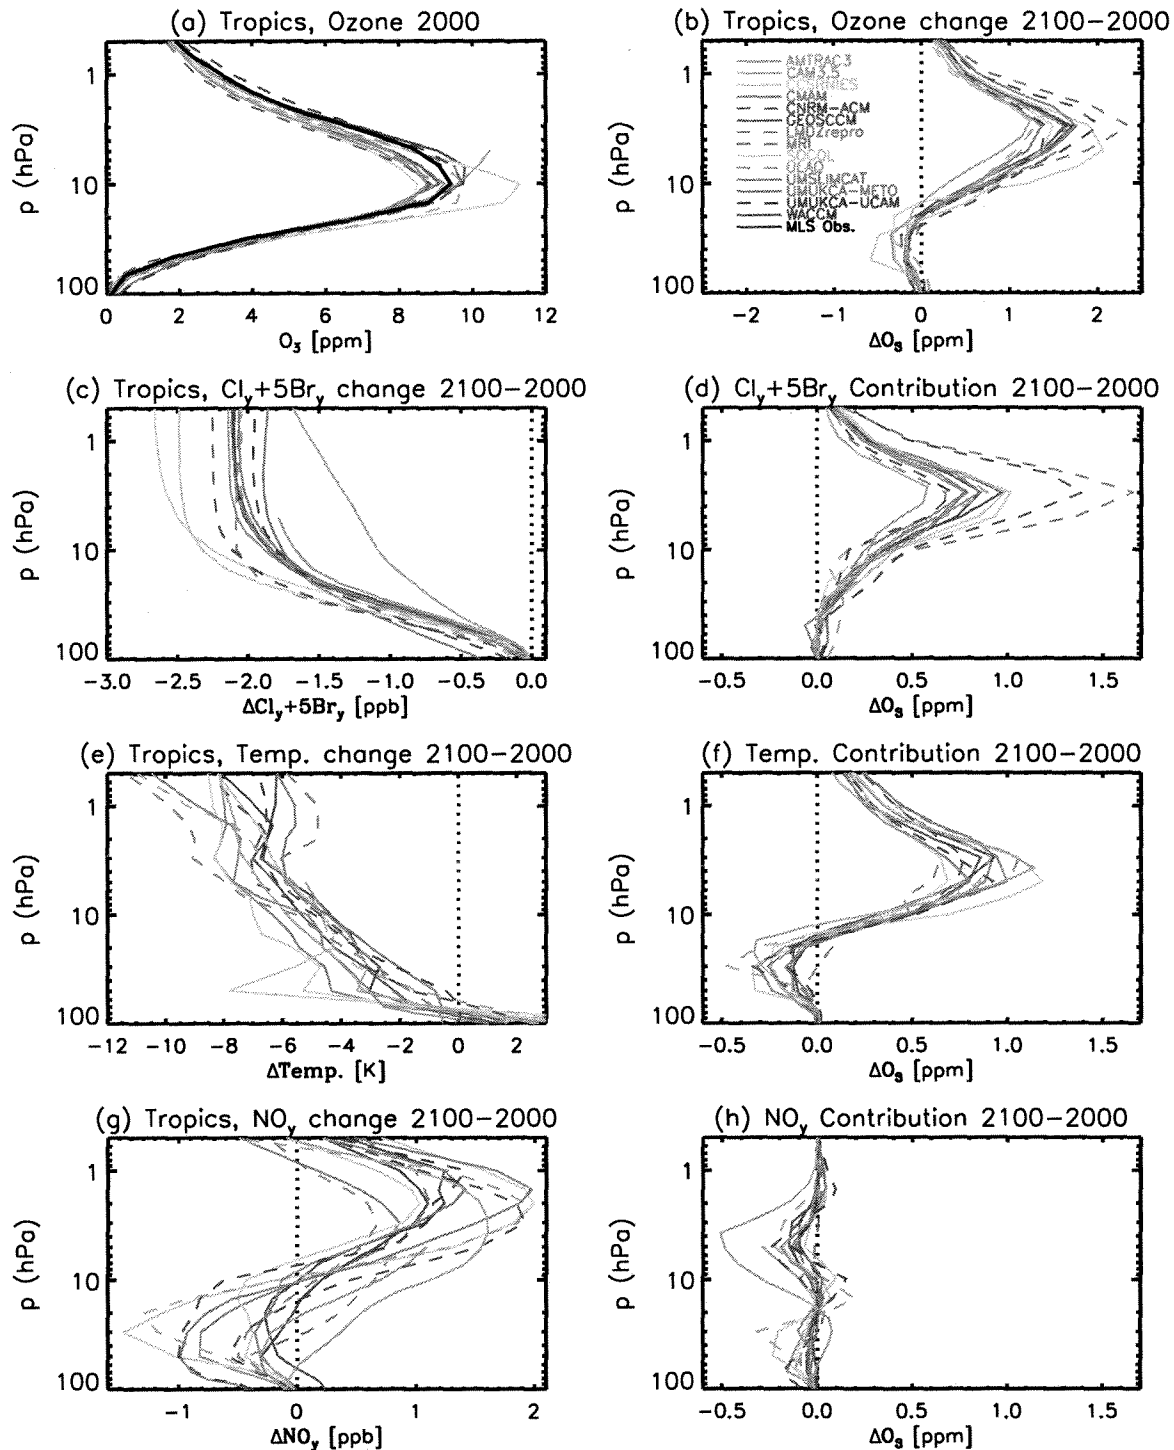 (a) Tropics, Ozone 2000
p (hPa)
1
10
100
0 2 4 6 8 10 12
O3 [ppm]
(b) Tropics, Ozone change 2100−2000
p (hPa)
1
10
100
AMTRAC3
CAM3.5
CMAM
CNRM−ACM
GEOSCCM
LMDZrepro
MRI
SOCOL
ULAQ
UMSLIMCAT
UMUKCA−METO
UMUKCA−UCAM
WACCM
MLS Obs.
−2 −1 0 1 2
ΔO3 [ppm]
(c) Tropics, Cly+5Bry change 2100−2000
p (hPa)
1
10
100
−3.0 −2.5 −2.0 −1.5 −1.0 −0.5 0.0
ΔCly+5Bry [ppb]
(d) Cly+5Bry Contribution 2100−2000
p (hPa)
1
10
100
−0.5 0.0 0.5 1.0 1.5
ΔO3 [ppm]
(e) Tropics, Temp. change 2100−2000
p (hPa)
1
10
100
−12 −10 −8 −6 −4 −2 0 2
ΔTemp. [K]
(f) Temp. Contribution 2100−2000
p (hPa)
1
10
100
−0.5 0.0 0.5 1.0 1.5
ΔO3 [ppm]
(g) Tropics, NOy change 2100−2000
p (hPa)
1
10
100
−1 0 1 2
ΔNOy [ppb]
(h) NOy Contribution 2100−2000
p (hPa)
1
10
100
−0.5 0.0 0.5 1.0 1.5
ΔO3 [ppm]